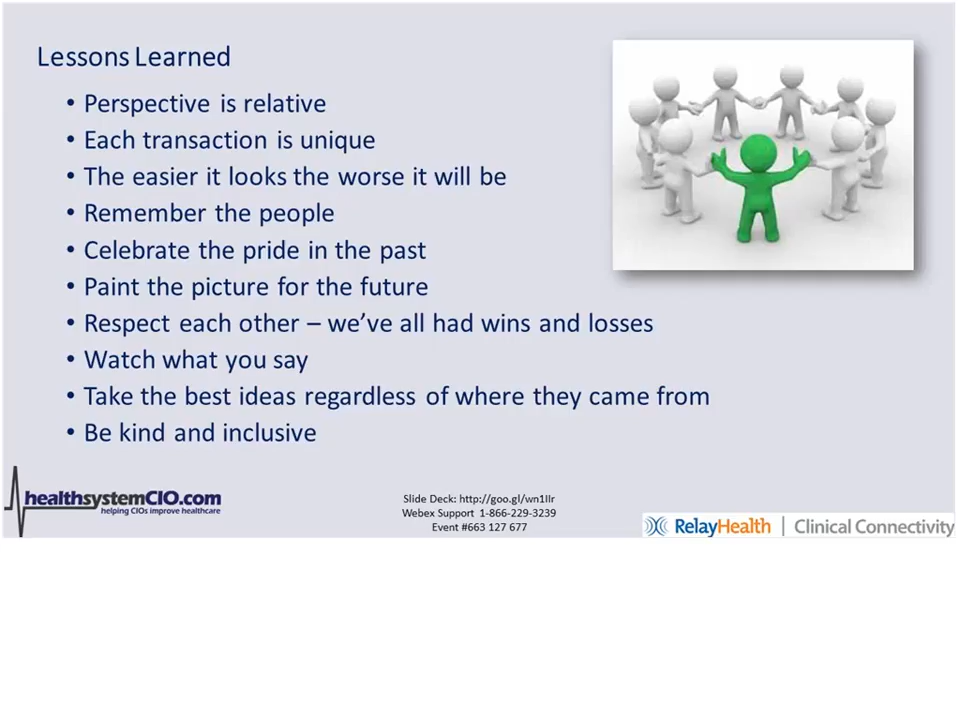 Lessons Learned
• Perspective is relative
• Each transaction is unique
• The easier it looks the worse it will be
• Remember the people
• Celebrate the pride in the past
• Paint the picture for the future
• Respect each other – we've all had wins and losses
• Watch what you say
• Take the best ideas regardless of where they came from
• Be kind and inclusive
healthsystemCIO.com
helping CIOs improve healthcare
Slide Deck: http://goo.gl/wn1lIr
Webex Support 1-866-229-3239
Event #663 127 677
RelayHealth | Clinical Connectivity